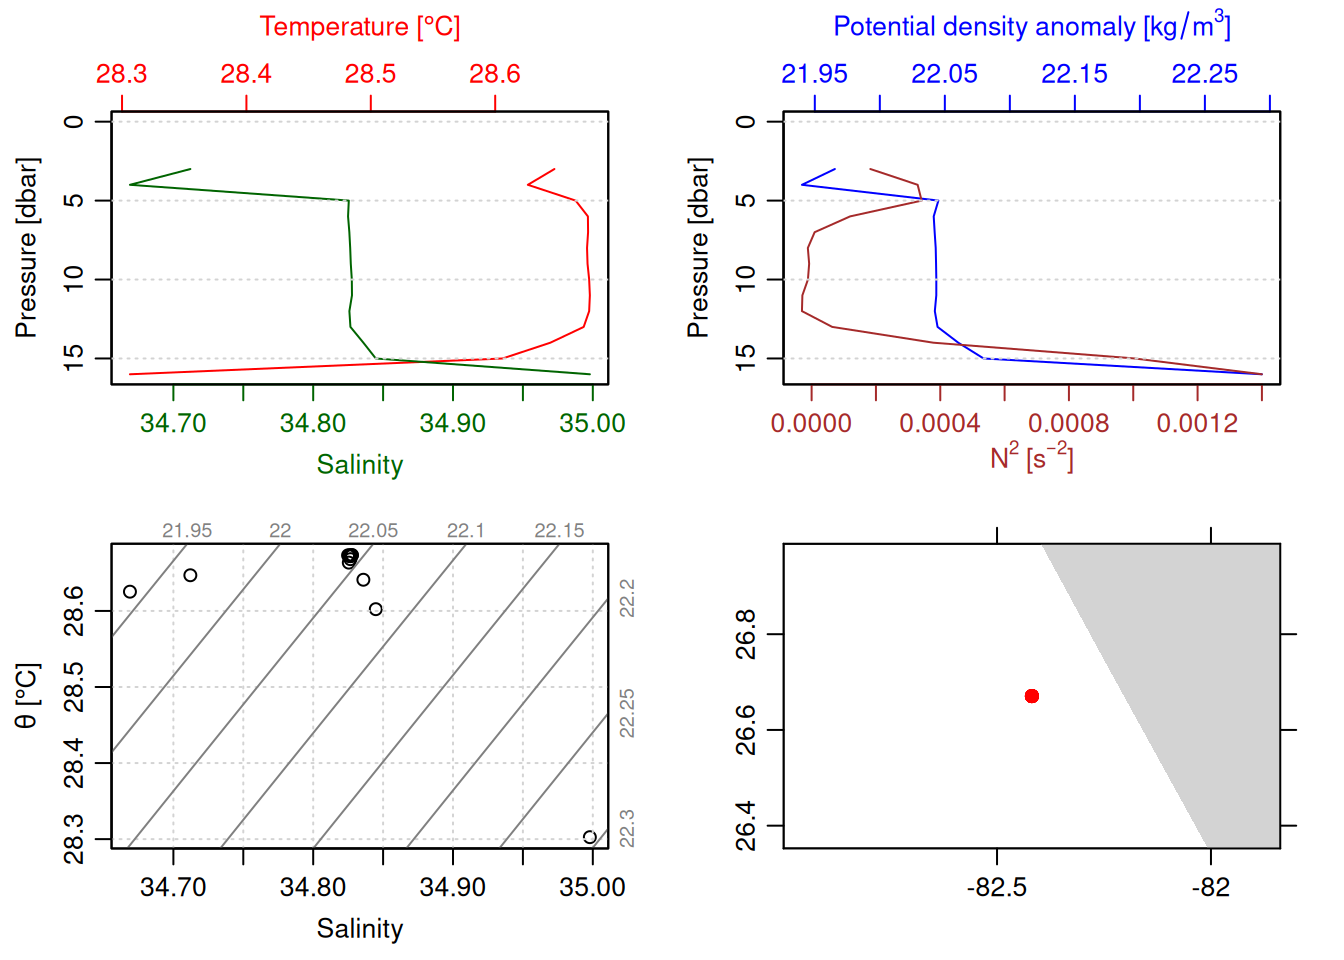 Temperature [°C]
28.3 28.4 28.5 28.6
0
5
10
15
Pressure [dbar]
34.70 34.80 34.90 35.00
Salinity
Potential density anomaly [kg/m³]
21.95 22.05 22.15 22.25
0
5
10
15
Pressure [dbar]
0.0000 0.0004 0.0008 0.0012
N² [s⁻²]
21.95 22 22.05 22.1 22.15
22.2
22.25
22.3
28.6
28.5
28.4
28.3
θ [°C]
34.70 34.80 34.90 35.00
Salinity
26.8
26.6
26.4
-82.5 -82